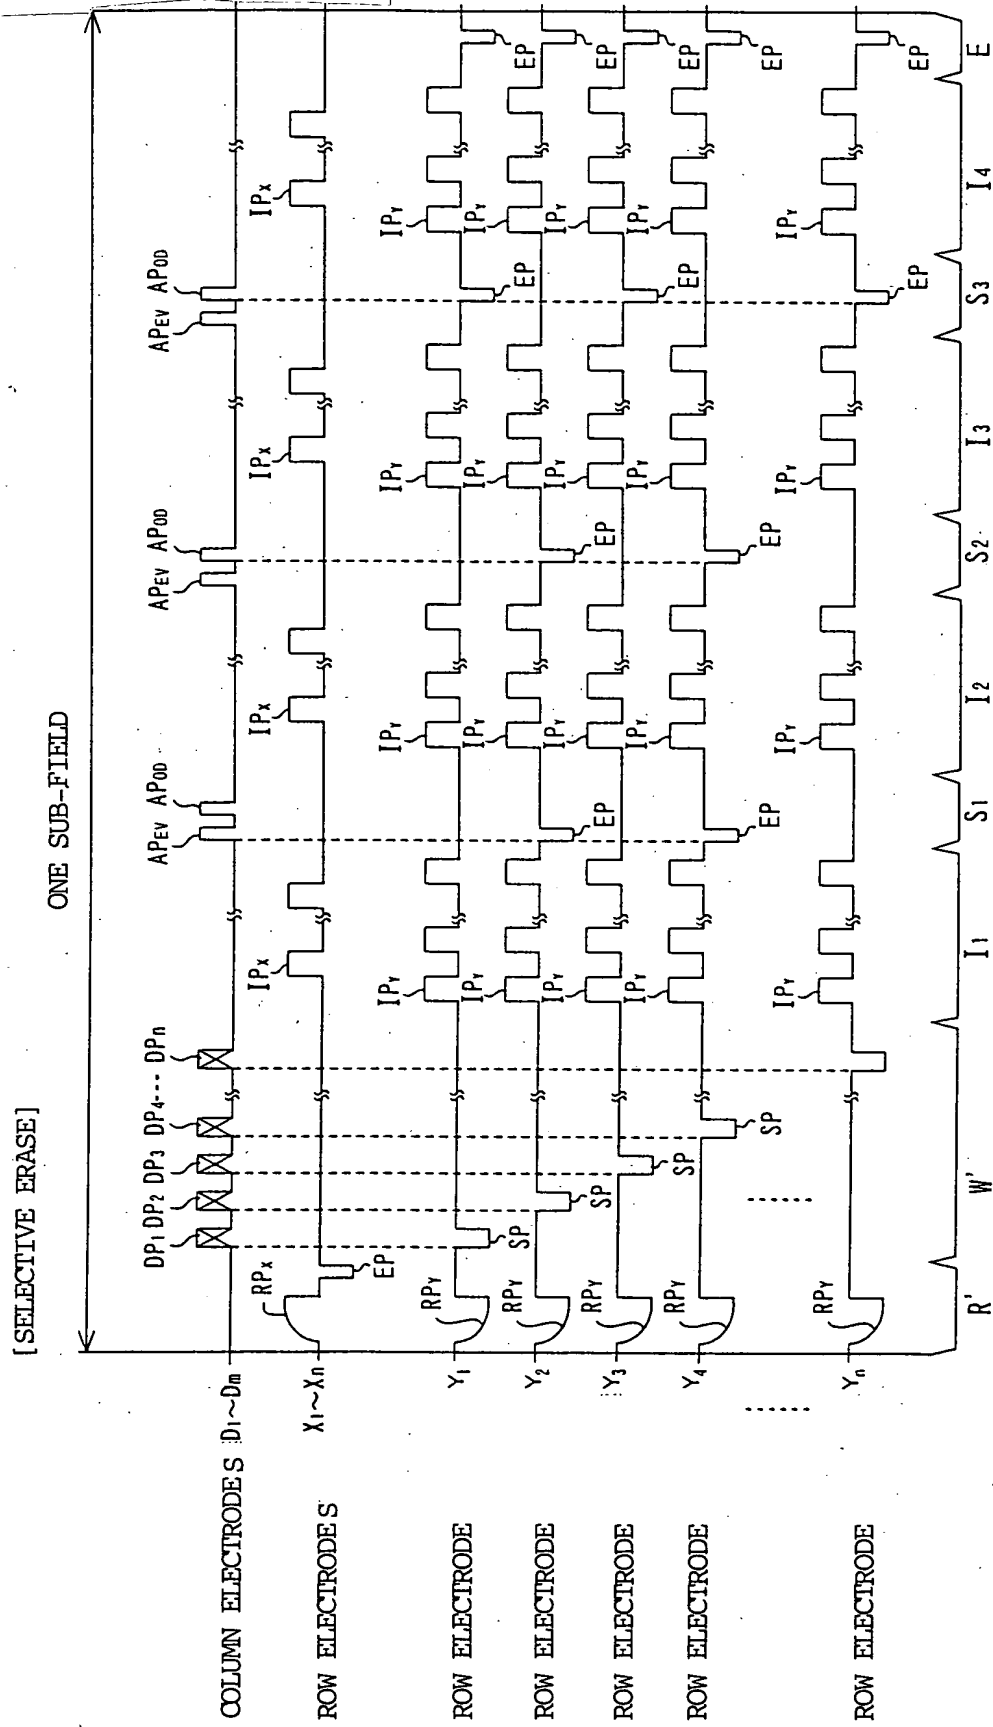 [SELECTIVE ERASE]
ONE SUB-FIELD
COLUMN ELECTRODES D1~Dm
DP1 DP2 DP3 DP4--- DPn
APEV APOD
APEV APOD
APEV APOD
ROW ELECTRODES X1~Xn
RPX
EP
IPX
IPX
IPX
IPX
ROW ELECTRODE Y1
RPY
SP
IPY
IPY
IPY
EP
IPY
EP
ROW ELECTRODE Y2
RPY
SP
IPY
EP
IPY
EP
IPY
IPY
EP
ROW ELECTRODE Y3
RPY
SP
IPY
IPY
IPY
EP
IPY
EP
ROW ELECTRODE Y4
RPY
SP
IPY
EP
IPY
EP
IPY
IPY
EP
ROW ELECTRODE Yn
RPY
IPY
IPY
IPY
EP
IPY
EP
R' W' I1 S1 I2 S2 I3 S3 I4 E